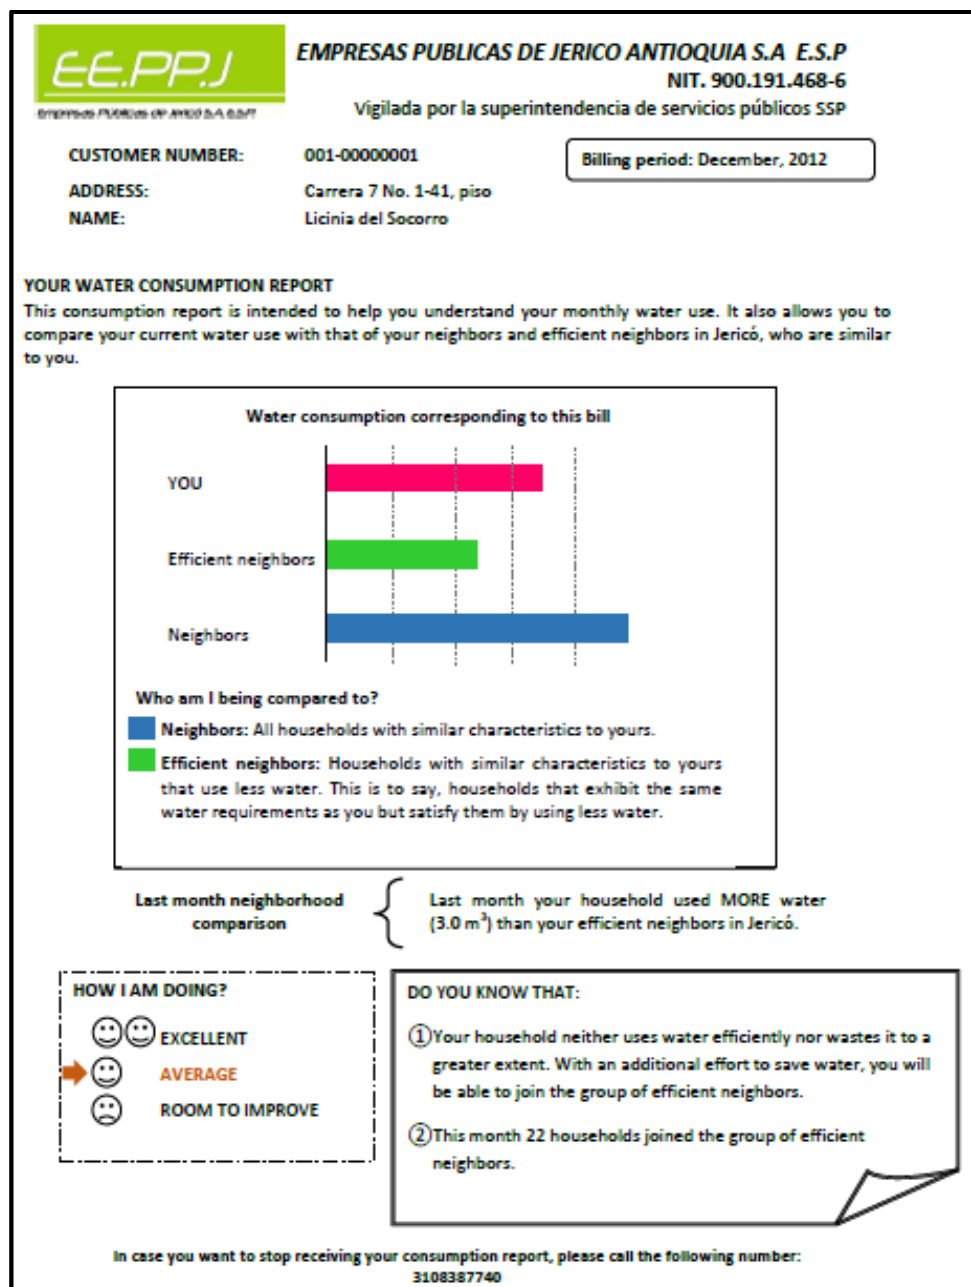 EE.PP.J
Empresas Públicas de Jericó S.A. E.S.P.
EMPRESAS PUBLICAS DE JERICO ANTIOQUIA S.A E.S.P
NIT. 900.191.468-6
Vigilada por la superintendencia de servicios públicos SSP
CUSTOMER NUMBER: 001-00000001
Billing period: December, 2012
ADDRESS: Carrera 7 No. 1-41, piso
NAME: Licinia del Socorro
YOUR WATER CONSUMPTION REPORT
This consumption report is intended to help you understand your monthly water use. It also allows you to
compare your current water use with that of your neighbors and efficient neighbors in Jericó, who are similar
to you.
Water consumption corresponding to this bill
YOU
Efficient neighbors
Neighbors
Who am I being compared to?
Neighbors: All households with similar characteristics to yours.
Efficient neighbors: Households with similar characteristics to yours
that use less water. This is to say, households that exhibit the same
water requirements as you but satisfy them by using less water.
Last month neighborhood
comparison
Last month your household used MORE water
(3.0 m³) than your efficient neighbors in Jericó.
HOW I AM DOING?
EXCELLENT
AVERAGE
ROOM TO IMPROVE
DO YOU KNOW THAT:
①Your household neither uses water efficiently nor wastes it to a
greater extent. With an additional effort to save water, you will
be able to join the group of efficient neighbors.
②This month 22 households joined the group of efficient
neighbors.
In case you want to stop receiving your consumption report, please call the following number:
3108387740